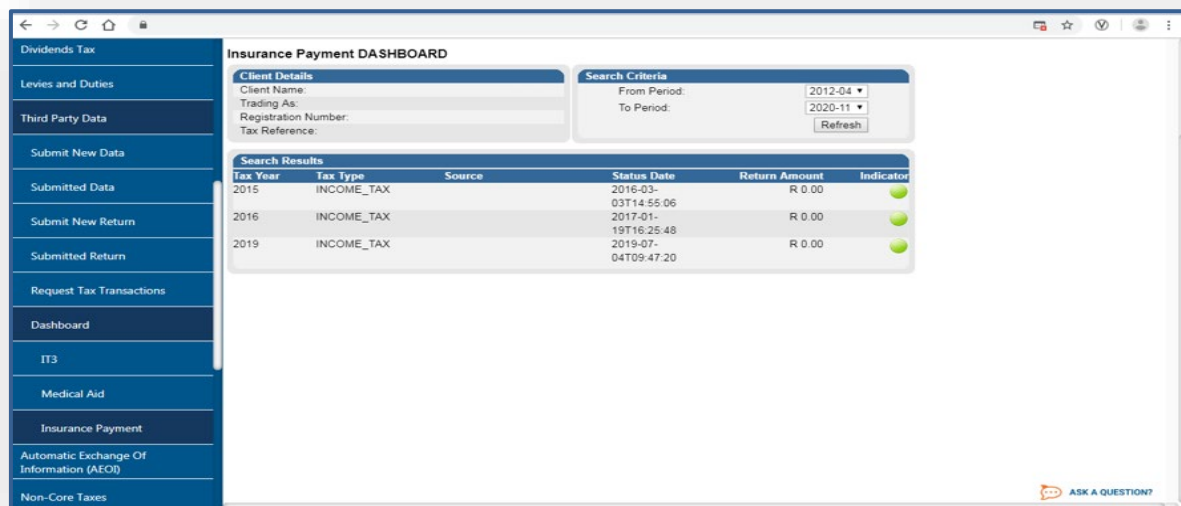 Dividends Tax
Levies and Duties
Third Party Data
Submit New Data
Submitted Data
Submit New Return
Submitted Return
Request Tax Transactions
Dashboard
IT3
Medical Aid
Insurance Payment
Automatic Exchange Of
Information (AEOI)
Non-Core Taxes
Insurance Payment DASHBOARD
Client Details
Client Name:
Trading As:
Registration Number:
Tax Reference:
Search Criteria
From Period: 2012-04
To Period: 2020-11
Refresh
Search Results
Tax Year Tax Type Source Status Date Return Amount Indicator
2015 INCOME_TAX 2016-03- R 0.00
03T14:55:06
2016 INCOME_TAX 2017-01- R 0.00
19T16:25:48
2019 INCOME_TAX 2019-07- R 0.00
04T09:47:20
ASK A QUESTION?